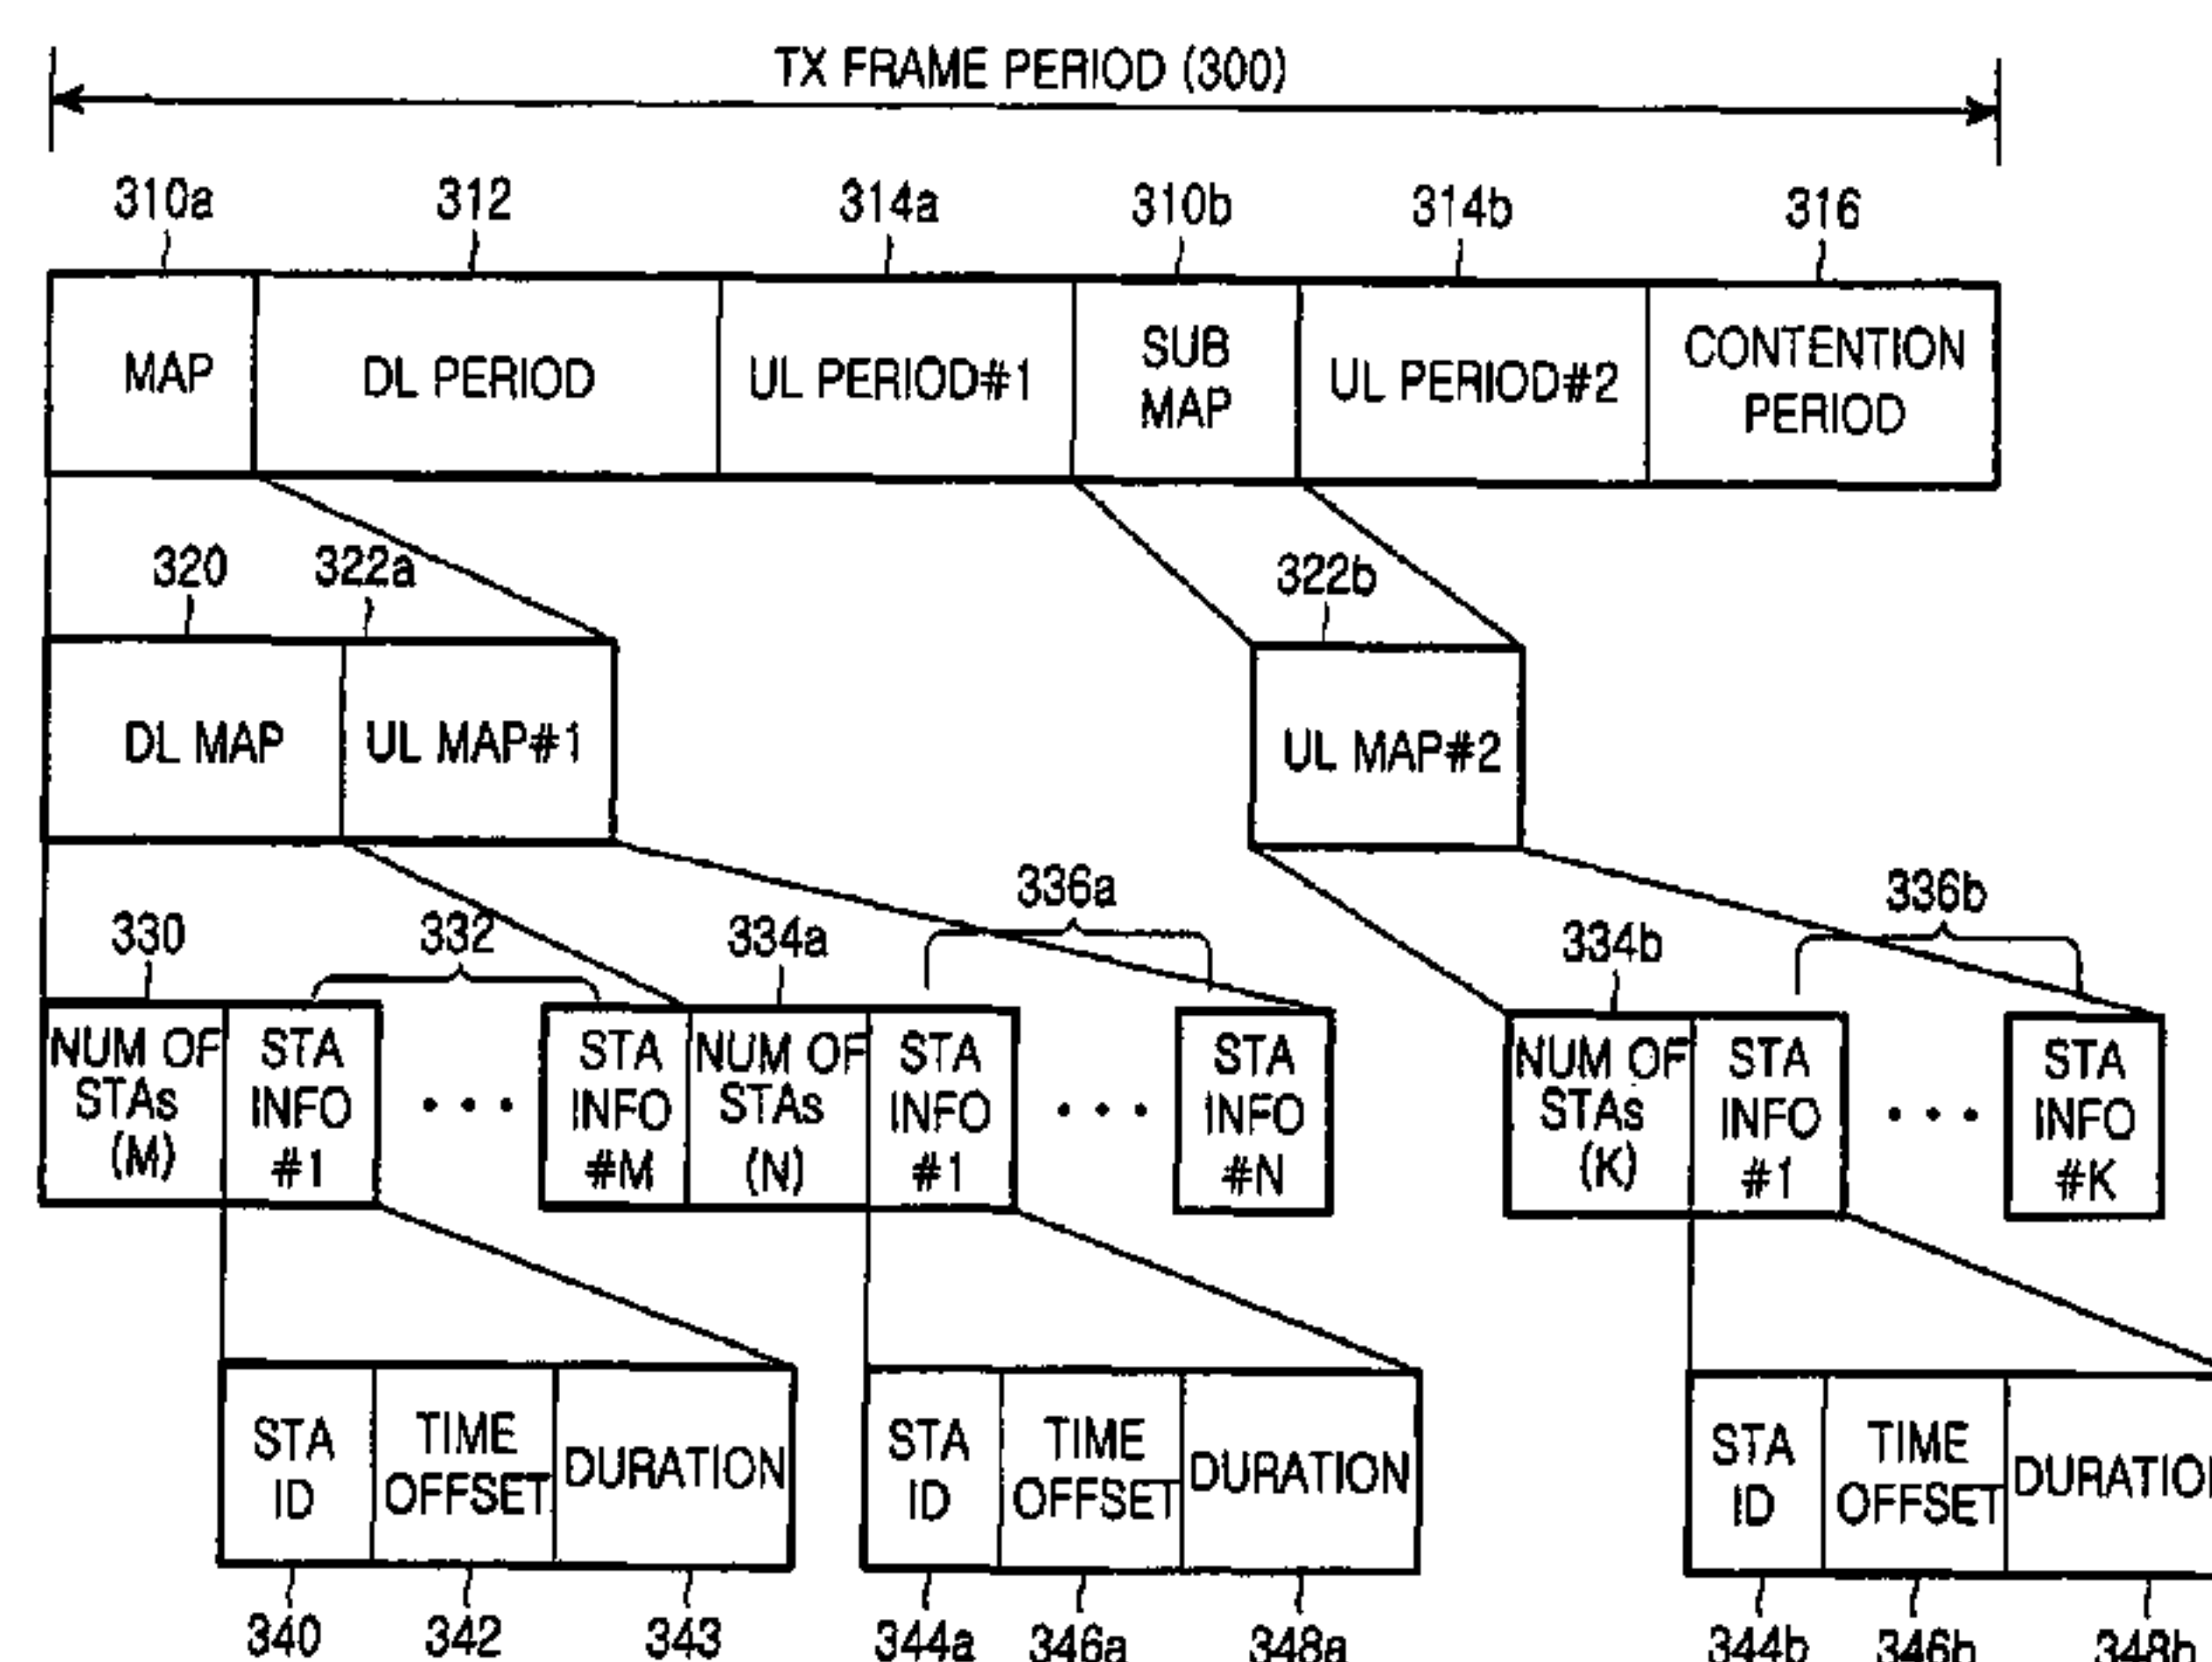 TX FRAME PERIOD (300)
310a 312 314a 310b 314b 316
MAP
DL PERIOD
UL PERIOD#1
SUB
MAP
UL PERIOD#2
CONTENTION
PERIOD
320 322a 322b
DL MAP
UL MAP#1
UL MAP#2
330 332 334a 336a 334b 336b
NUM OF
STAs
(M)
STA
INFO
#1
• • •
STA
INFO
#M
NUM OF
STAs
(N)
STA
INFO
#1
• • •
STA
INFO
#N
NUM OF
STAs
(K)
STA
INFO
#1
• • •
STA
INFO
#K
STA
ID
TIME
OFFSET
DURATION
STA
ID
TIME
OFFSET
DURATION
STA
ID
TIME
OFFSET
DURATIO
340 342 343 344a 346a 348a 344b 346b 348b